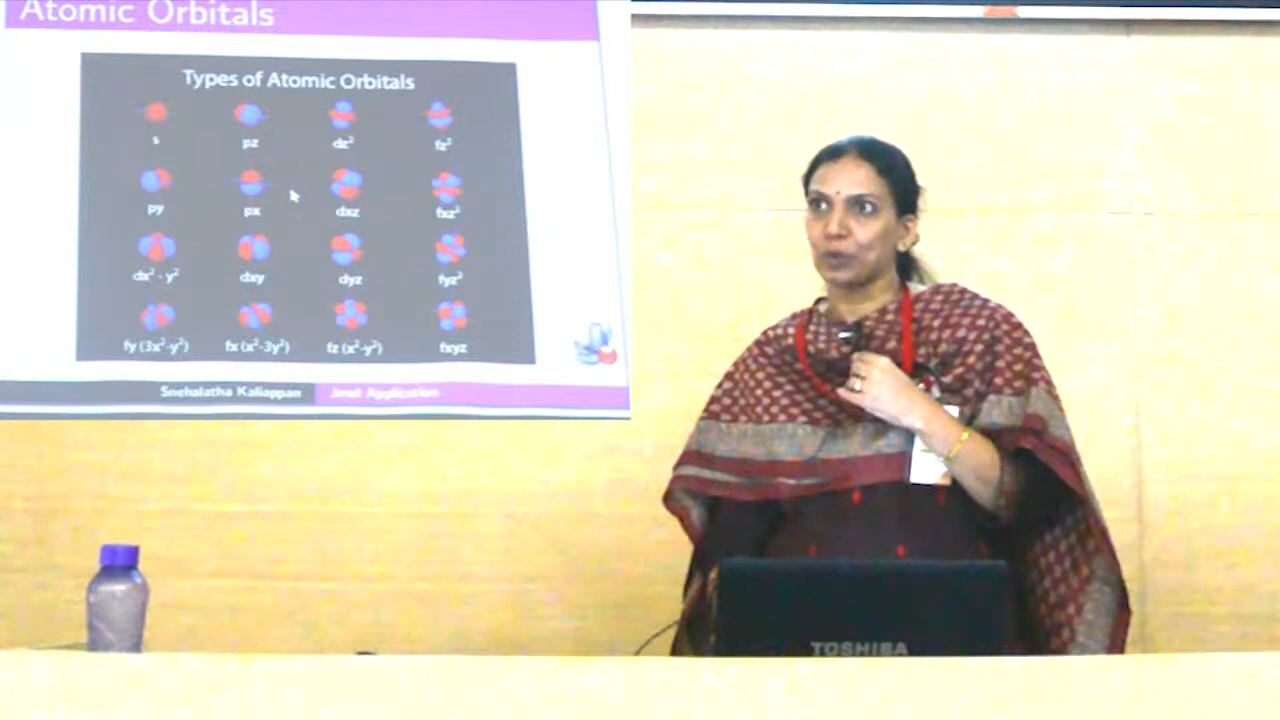 Atomic Orbitals
Types of Atomic Orbitals
s pz dz² fz²
py px dxz fxz²
dx² - y² dxy dyz fyz²
fy (3x²-y²) fx (x²-3y²) fz (x²-y²) fxyz
Snehalatha Kaliappan Jmol Application
TOSHIBA